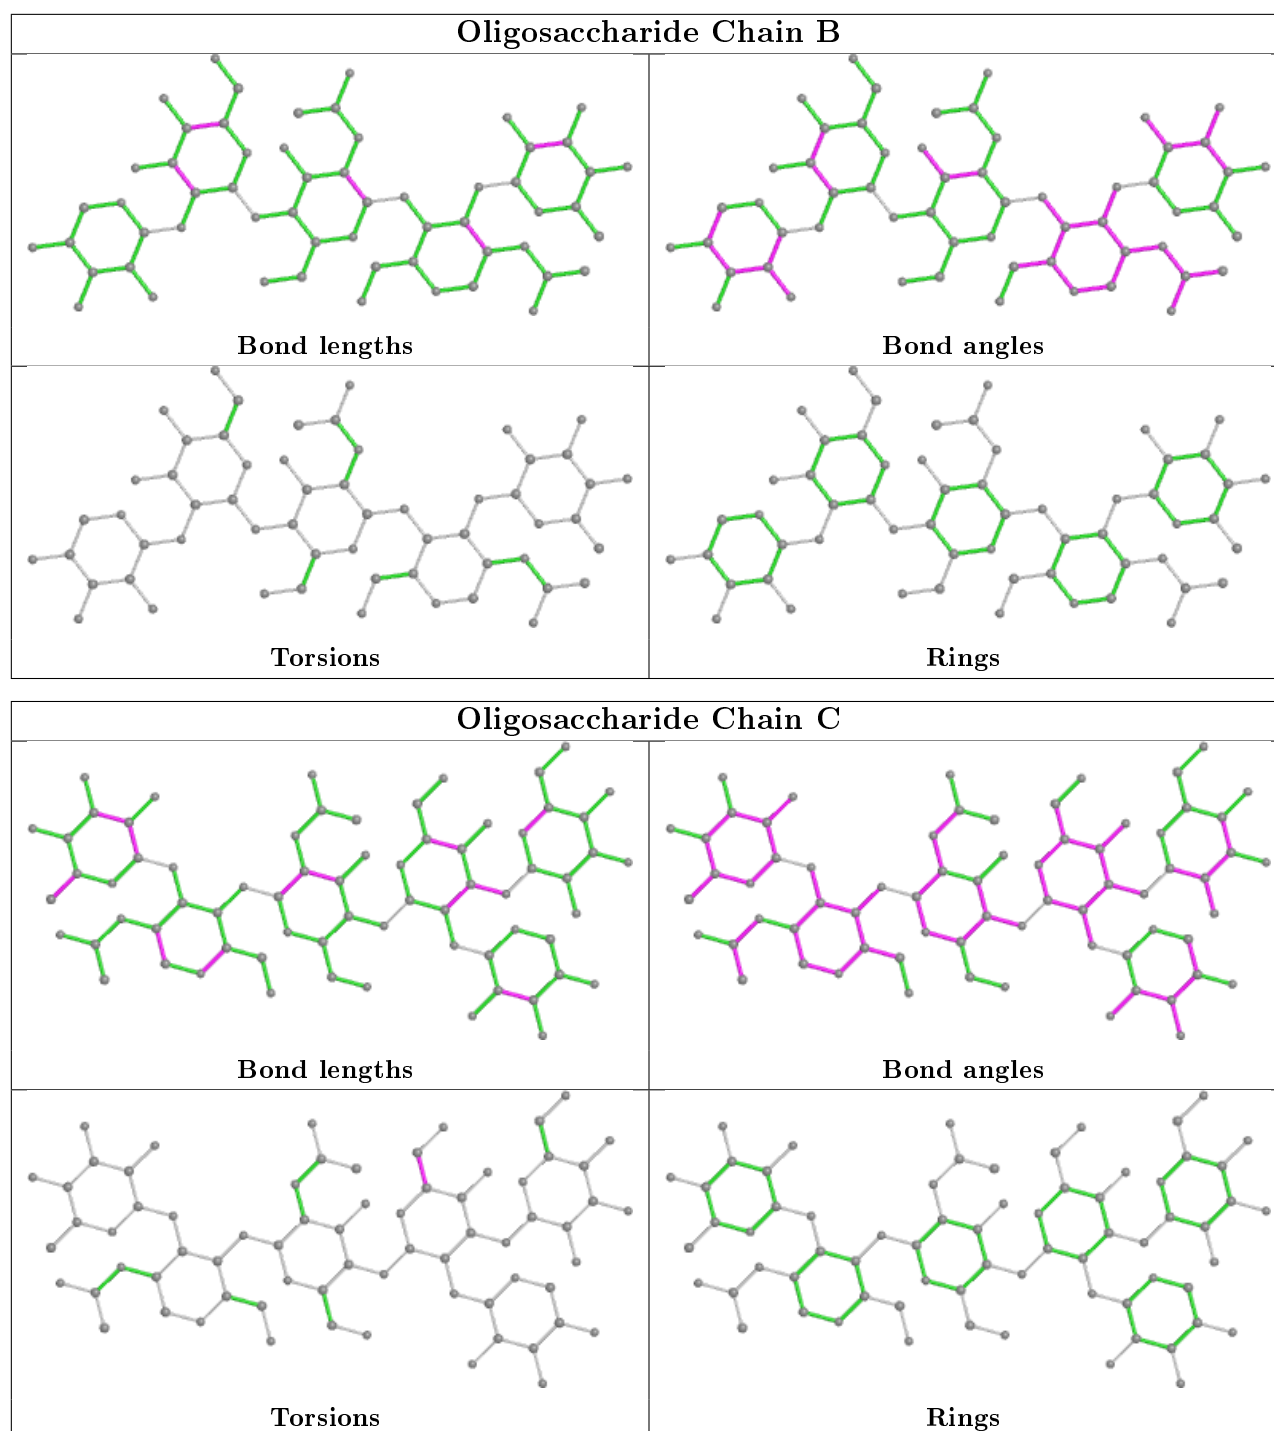 Oligosaccharide Chain B
Bond lengths
Bond angles
Torsions
Rings
Oligosaccharide Chain C
Bond lengths
Bond angles
Torsions
Rings